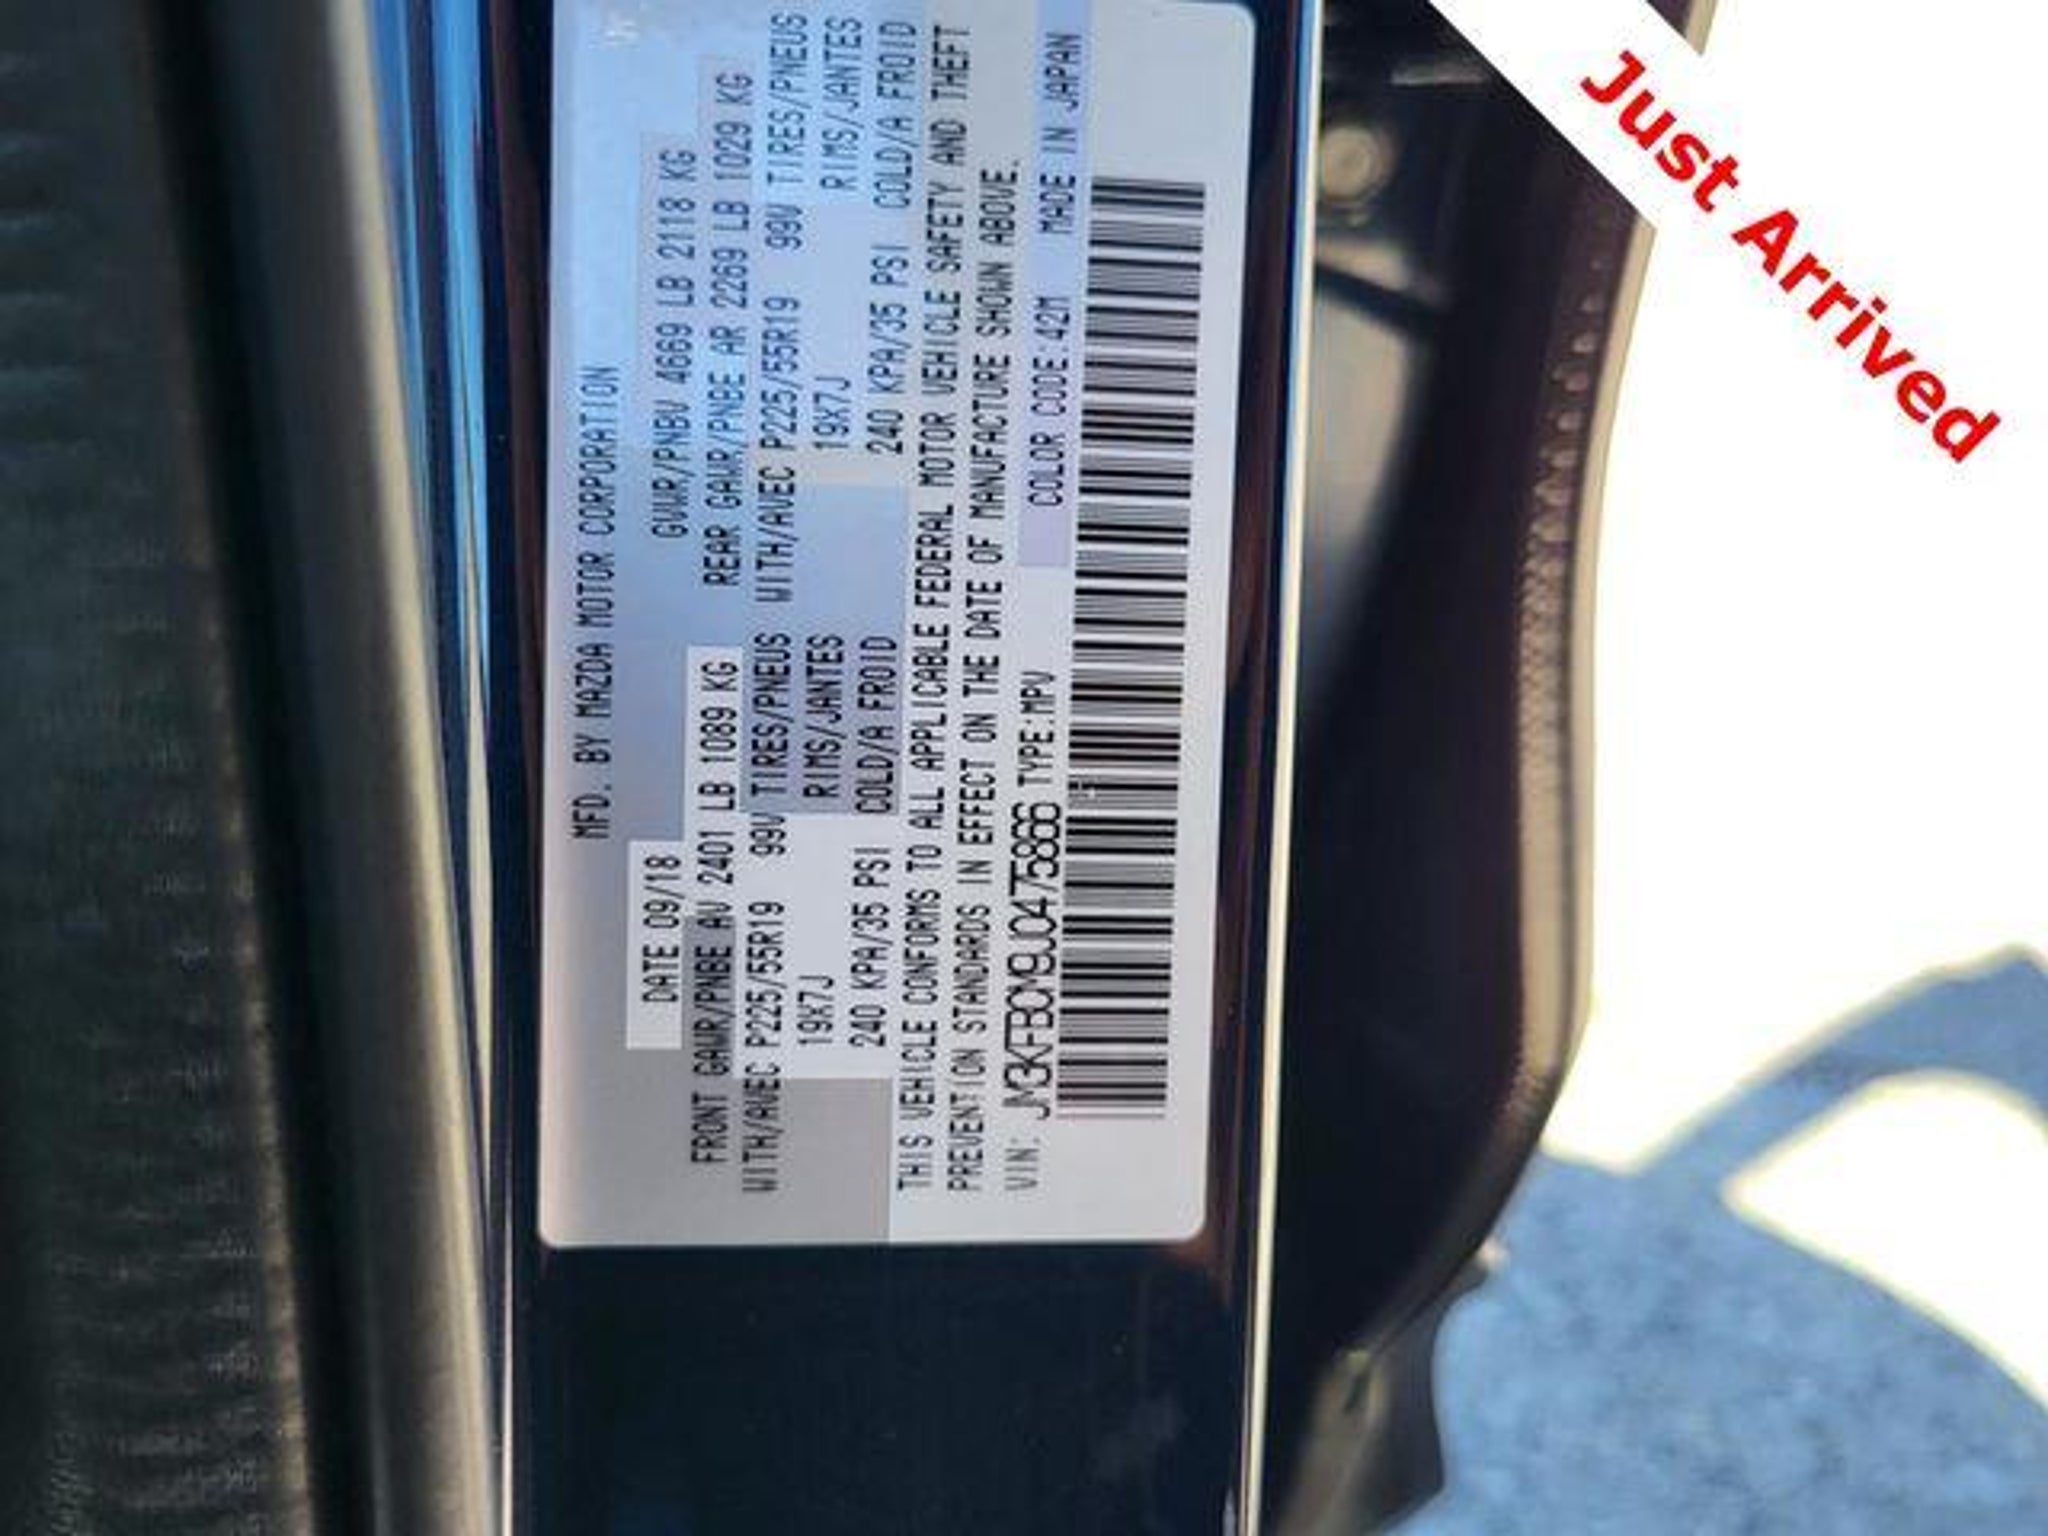 MFD. BY MAZDA MOTOR CORPORATION
DATE 09/18 GVWR/PNBV 4669 LB 2118 KG
FRONT GAWR/PNBE AV 2401 LB 1089 KG REAR GAWR/PNBE AR 2269 LB 1029 KG
WITH/AVEC P225/55R19 99V TIRES/PNEUS WITH/AVEC P225/55R19 99V TIRES/PNEUS
19X7J RIMS/JANTES 19X7J RIMS/JANTES
240 KPA/35 PSI COLD/A FROID 240 KPA/35 PSI COLD/A FROID
THIS VEHICLE CONFORMS TO ALL APPLICABLE FEDERAL MOTOR VEHICLE SAFETY AND THEFT
PREVENTION STANDARDS IN EFFECT ON THE DATE OF MANUFACTURE SHOWN ABOVE.
VIN: JM3KFBCM9J0475866 TYPE:MPV COLOR CODE:42M MADE IN JAPAN
Just Arrived